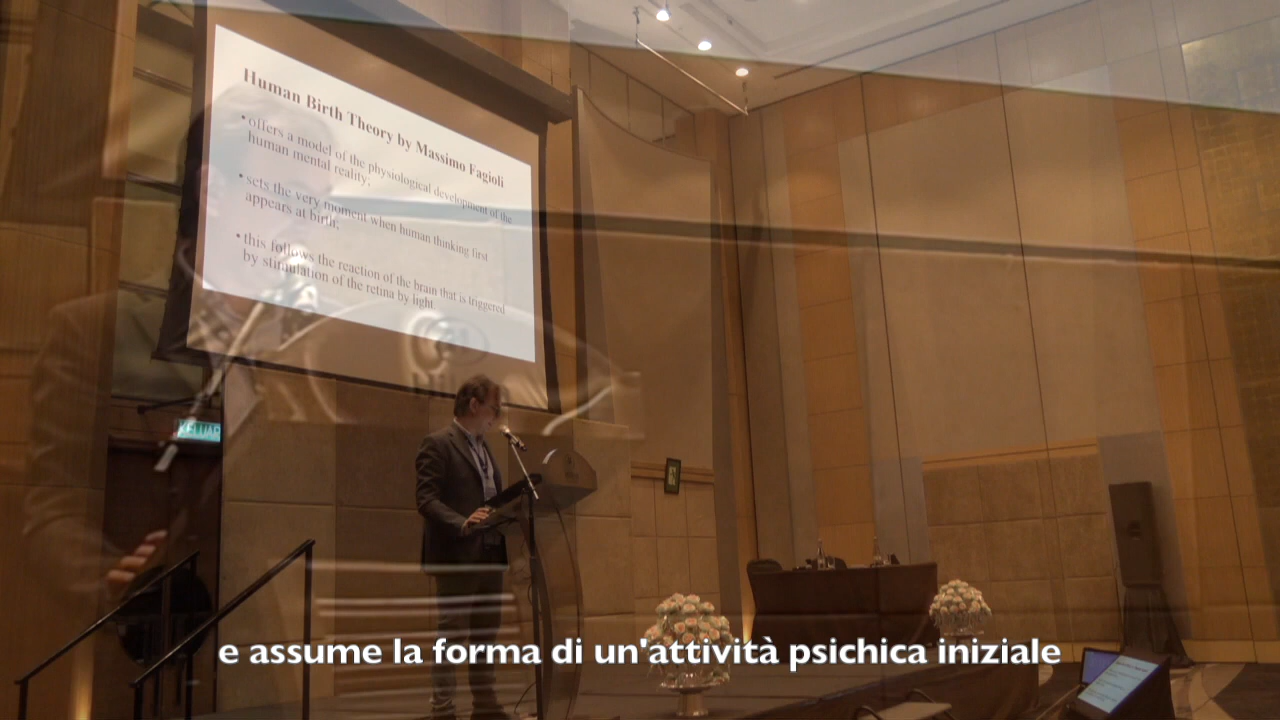 Human Birth Theory by Massimo Fagioli
• offers a model of the physiological development of the
human mental reality;
• sets the very moment when human thinking first
appears at birth;
• this follows the reaction of the brain that is triggered
by stimulation of the retina by light.
e assume la forma di un'attività psichica iniziale